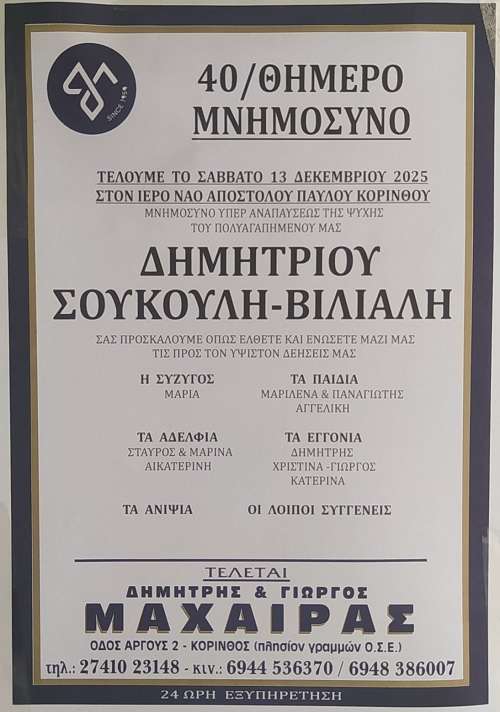 SINCE 1959
40/ΘΗΜΕΡΟ
ΜΝΗΜΟΣΥΝΟ
ΤΕΛΟΥΜΕ ΤΟ ΣΑΒΒΑΤΟ 13 ΔΕΚΕΜΒΡΙΟΥ 2025
ΣΤΟΝ ΙΕΡΟ ΝΑΟ ΑΠΟΣΤΟΛΟΥ ΠΑΥΛΟΥ ΚΟΡΙΝΘΟΥ
ΜΝΗΜΟΣΥΝΟ ΥΠΕΡ ΑΝΑΠΑΥΣΕΩΣ ΤΗΣ ΨΥΧΗΣ
ΤΟΥ ΠΟΛΥΑΓΑΠΗΜΕΝΟΥ ΜΑΣ
ΔΗΜΗΤΡΙΟΥ
ΣΟΥΚΟΥΛΗ-ΒΙΛΙΑΛΗ
ΣΑΣ ΠΡΟΣΚΑΛΟΥΜΕ ΟΠΩΣ ΕΛΘΕΤΕ ΚΑΙ ΕΝΩΣΕΤΕ ΜΑΖΙ ΜΑΣ
ΤΙΣ ΠΡΟΣ ΤΟΝ ΥΨΙΣΤΟΝ ΔΕΗΣΕΙΣ ΜΑΣ
Η ΣΥΖΥΓΟΣ
ΜΑΡΙΑ
ΤΑ ΠΑΙΔΙΑ
ΜΑΡΙΛΕΝΑ & ΠΑΝΑΓΙΩΤΗΣ
ΑΓΓΕΛΙΚΗ
ΤΑ ΑΔΕΛΦΙΑ
ΣΤΑΥΡΟΣ & ΜΑΡΙΝΑ
ΑΙΚΑΤΕΡΙΝΗ
ΤΑ ΕΓΓΟΝΙΑ
ΔΗΜΗΤΡΗΣ
ΧΡΙΣΤΙΝΑ -ΓΙΩΡΓΟΣ
ΚΑΤΕΡΙΝΑ
ΤΑ ΑΝΙΨΙΑ
ΟΙ ΛΟΙΠΟΙ ΣΥΓΓΕΝΕΙΣ
ΤΕΛΕΤΑΙ
ΔΗΜΗΤΡΗΣ & ΓΙΩΡΓΟΣ
ΜΑΧΑΙΡΑΣ
ΟΔΟΣ ΑΡΓΟΥΣ 2 - ΚΟΡΙΝΘΟΣ (πλησίον γραμμών Ο.Σ.Ε.)
τηλ.: 27410 23148 - κιν.: 6944 536370 / 6948 386007
24 ΩΡΗ ΕΞΥΠΗΡΕΤΗΣΗ